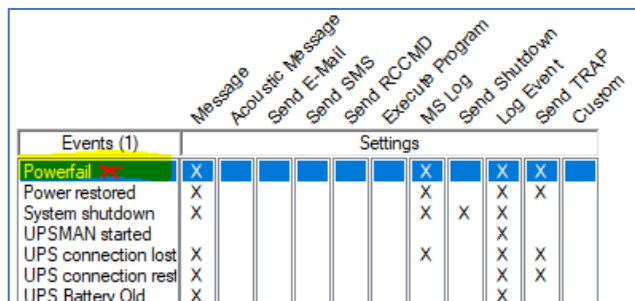 Message
Acoustic Message
Send E-Mail
Send SMS
Send RCCMD
Execute Program
MS Log
Send Shutdown
Log Event
Send TRAP
Custom
Events (1) Settings
Powerfail X X X X
Power restored X X X X
System shutdown X X X X
UPSMAN started X
UPS connection lost X X X X
UPS connection rest X X X
UPS Battery Old X X